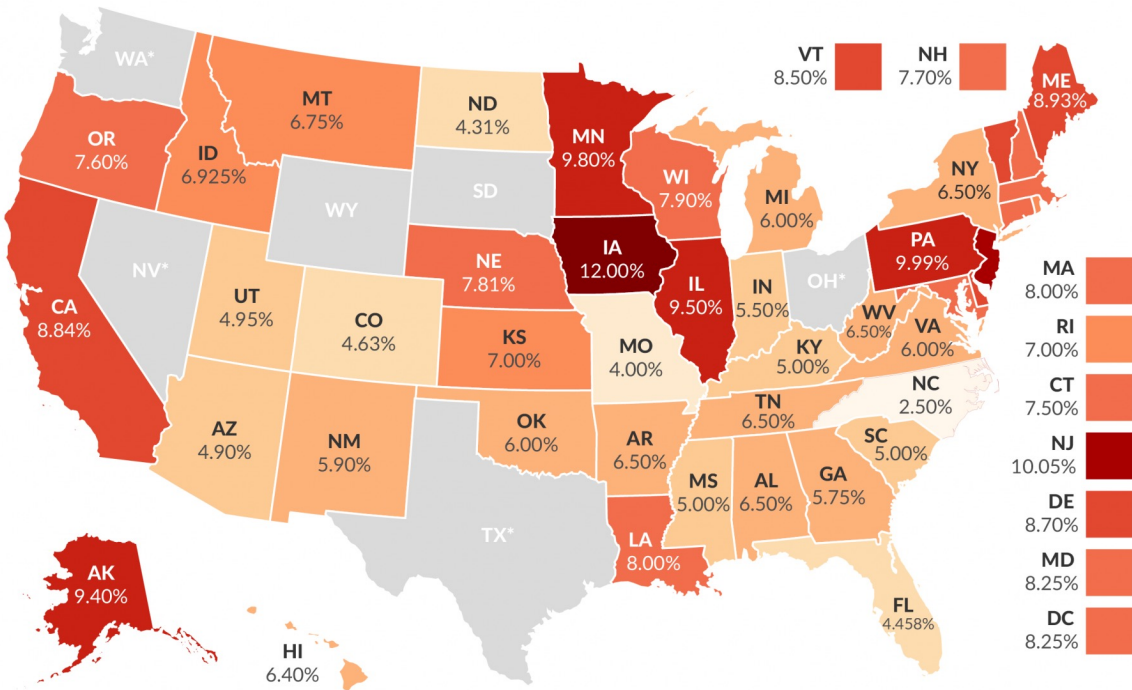 WA*
OR
7.60%
CA
8.84%
NV*
ID
6.925%
MT
6.75%
WY
UT
4.95%
AZ
4.90%
CO
4.63%
NM
5.90%
ND
4.31%
SD
NE
7.81%
KS
7.00%
OK
6.00%
TX*
MN
9.80%
IA
12.00%
MO
4.00%
AR
6.50%
LA
8.00%
WI
7.90%
IL
9.50%
MI
6.00%
IN
5.50%
OH*
KY
5.00%
TN
6.50%
MS
5.00%
AL
6.50%
GA
5.75%
FL
4.458%
SC
5.00%
NC
2.50%
VA
6.00%
WV
6.50%
PA
9.99%
NY
6.50%
ME
8.93%
VT
8.50%
NH
7.70%
MA
8.00%
RI
7.00%
CT
7.50%
NJ
10.05%
DE
8.70%
MD
8.25%
DC
8.25%
AK
9.40%
HI
6.40%